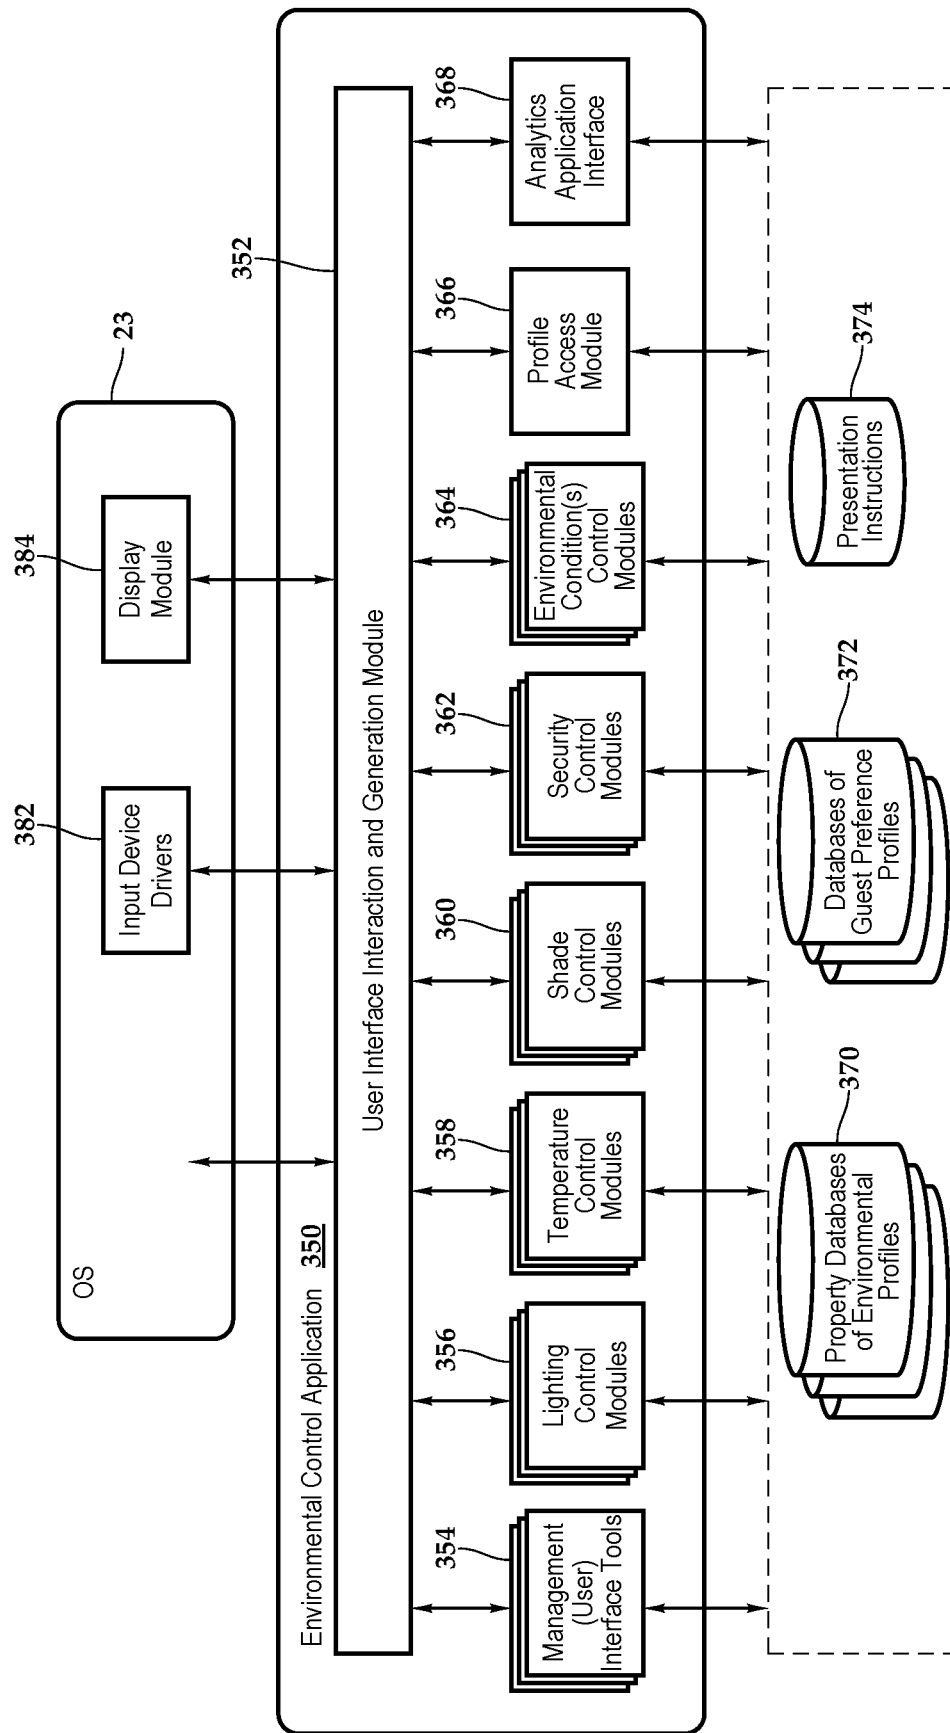 23
OS
382
Input Device
Drivers
384
Display
Module
Environmental Control Application 350
352
User Interface Interaction and Generation Module
354
Management
(User)
Interface Tools
356
Lighting
Control
Modules
358
Temperature
Control
Modules
360
Shade
Control
Modules
362
Security
Control
Modules
364
Environmental
Condition(s)
Control
Modules
366
Profile
Access
Module
368
Analytics
Application
Interface
370
Property Databases
of Environmental
Profiles
372
Databases of
Guest Preference
Profiles
374
Presentation
Instructions